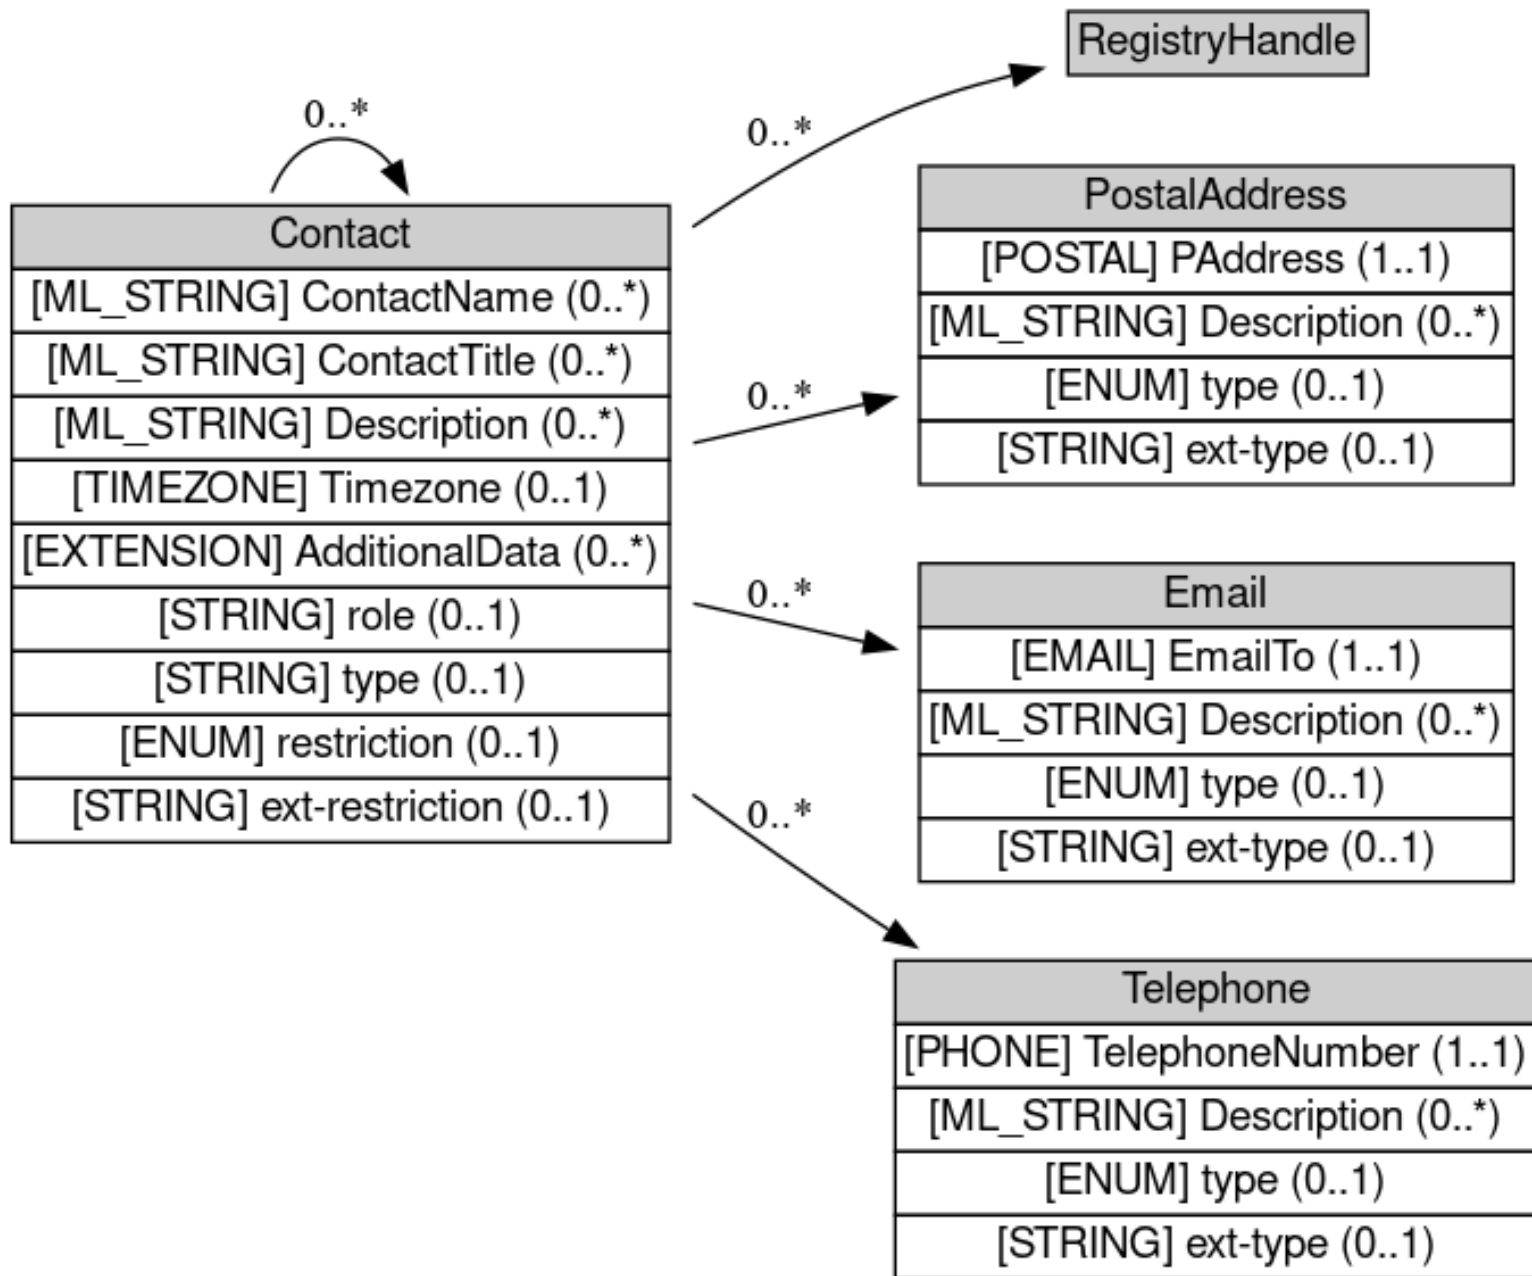 0..*
Contact
[ML_STRING] ContactName (0..*)
[ML_STRING] ContactTitle (0..*)
[ML_STRING] Description (0..*)
[TIMEZONE] Timezone (0..1)
[EXTENSION] AdditionalData (0..*)
[STRING] role (0..1)
[STRING] type (0..1)
[ENUM] restriction (0..1)
[STRING] ext-restriction (0..1)
0..*
RegistryHandle
0..*
PostalAddress
[POSTAL] PAddress (1..1)
[ML_STRING] Description (0..*)
[ENUM] type (0..1)
[STRING] ext-type (0..1)
0..*
Email
[EMAIL] EmailTo (1..1)
[ML_STRING] Description (0..*)
[ENUM] type (0..1)
[STRING] ext-type (0..1)
0..*
Telephone
[PHONE] TelephoneNumber (1..1)
[ML_STRING] Description (0..*)
[ENUM] type (0..1)
[STRING] ext-type (0..1)